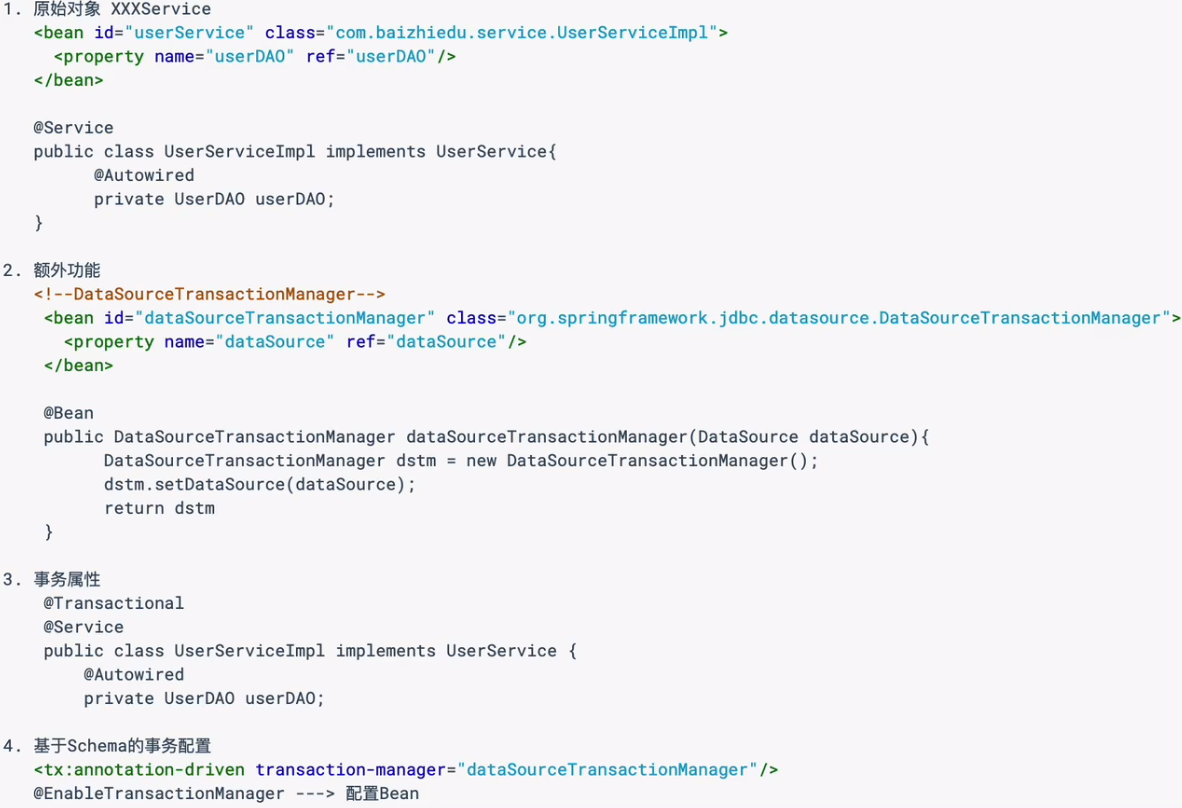 1. 原始对象 XXXService
<bean id="userService" class="com.baizhiedu.service.UserServiceImpl">
<property name="userDAO" ref="userDAO"/>
</bean>
@Service
public class UserServiceImpl implements UserService{
@Autowired
private UserDAO userDAO;
}
2. 额外功能
<!--DataSourceTransactionManager-->
<bean id="dataSourceTransactionManager" class="org.springframework.jdbc.datasource.DataSourceTransactionManager">
<property name="dataSource" ref="dataSource"/>
</bean>
@Bean
public DataSourceTransactionManager dataSourceTransactionManager(DataSource dataSource){
DataSourceTransactionManager dstm = new DataSourceTransactionManager();
dstm.setDataSource(dataSource);
return dstm
}
3. 事务属性
@Transactional
@Service
public class UserServiceImpl implements UserService {
@Autowired
private UserDAO userDAO;
4. 基于Schema的事务配置
<tx:annotation-driven transaction-manager="dataSourceTransactionManager"/>
@EnableTransactionManager ---> 配置Bean